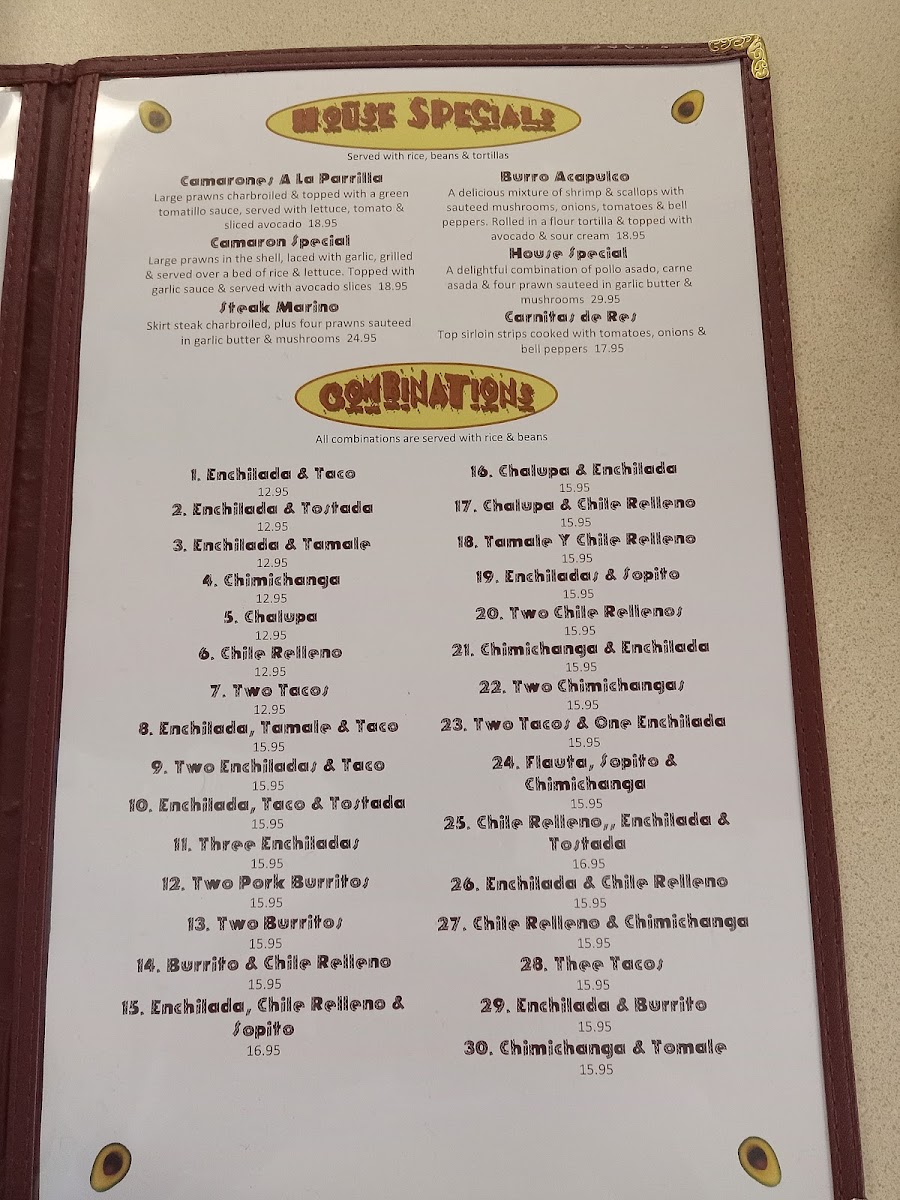 House Specials
Served with rice, beans & tortillas
Camarones A La Parrilla
Large prawns charbroiled & topped with a green
tomatillo sauce, served with lettuce, tomato &
sliced avocado 18.95
Camaron Special
Large prawns in the shell, laced with garlic, grilled
& served over a bed of rice & lettuce. Topped with
garlic sauce & served with avocado slices 18.95
Steak Marino
Skirt steak charbroiled, plus four prawns sauteed
in garlic butter & mushrooms 24.95
Burro Acapulco
A delicious mixture of shrimp & scallops with
sauteed mushrooms, onions, tomatoes & bell
peppers. Rolled in a flour tortilla & topped with
avocado & sour cream 18.95
House Special
A delightful combination of pollo asado, carne
asada & four prawn sauteed in garlic butter &
mushrooms 29.95
Carnitas de Res
Top sirloin strips cooked with tomatoes, onions &
bell peppers 17.95
Combinations
All combinations are served with rice & beans
1. Enchilada & Taco
12.95
2. Enchilada & Tostada
12.95
3. Enchilada & Tamale
12.95
4. Chimichanga
12.95
5. Chalupa
12.95
6. Chile Relleno
12.95
7. Two Tacos
12.95
8. Enchilada, Tamale & Taco
15.95
9. Two Enchiladas & Taco
15.95
10. Enchilada, Taco & Tostada
15.95
11. Three Enchiladas
15.95
12. Two Pork Burritos
15.95
13. Two Burritos
15.95
14. Burrito & Chile Relleno
15.95
15. Enchilada, Chile Relleno &
Sopito
16.95
16. Chalupa & Enchilada
15.95
17. Chalupa & Chile Relleno
15.95
18. Tamale Y Chile Relleno
15.95
19. Enchiladas & Sopito
15.95
20. Two Chile Rellenos
15.95
21. Chimichanga & Enchilada
15.95
22. Two Chimichangas
15.95
23. Two Tacos & One Enchilada
15.95
24. Flauta, Sopito &
Chimichanga
15.95
25. Chile Relleno,, Enchilada &
Tostada
16.95
26. Enchilada & Chile Relleno
15.95
27. Chile Relleno & Chimichanga
15.95
28. Thee Tacos
15.95
29. Enchilada & Burrito
15.95
30. Chimichanga & Tomale
15.95